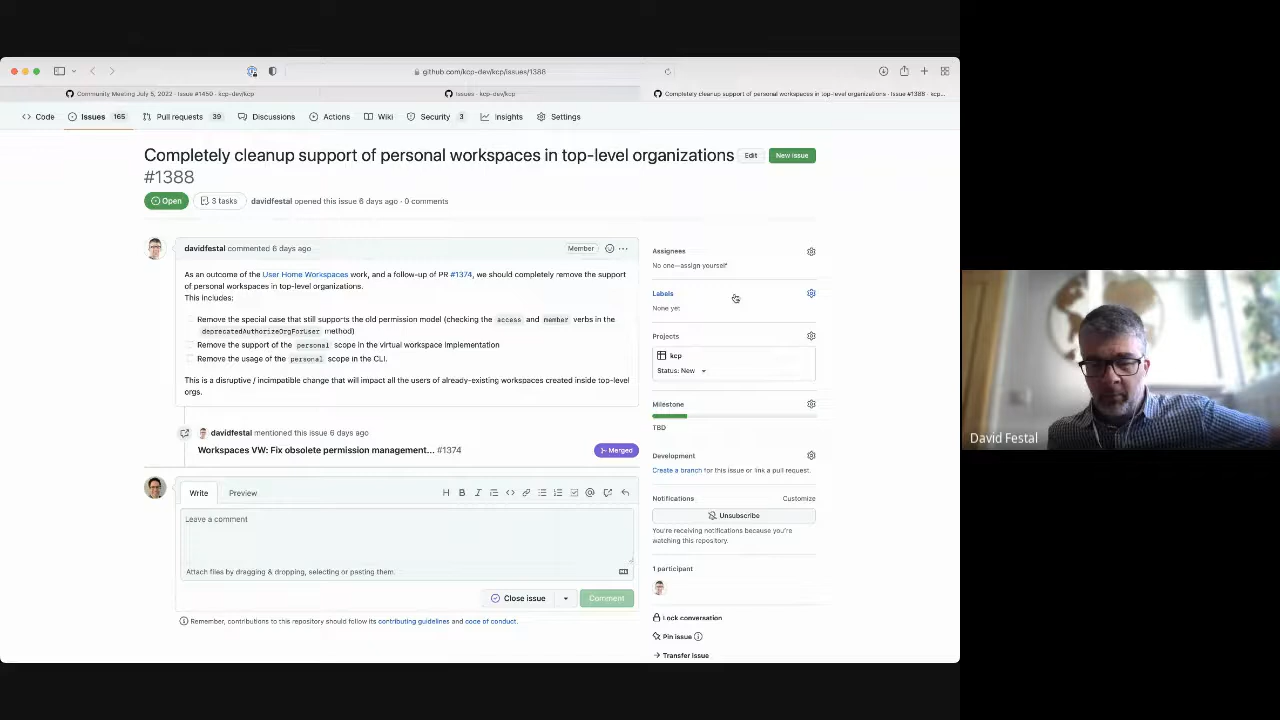 github.com/kcp-dev/kcp/issues/1388
Community Meeting July 5, 2022 · Issue #1450 · kcp-dev/kcp
Issues · kcp-dev/kcp
Completely cleanup support of personal workspaces in top-level organizations · Issue #1388 · kcp...
Code
Issues 165
Pull requests 39
Discussions
Actions
Wiki
Security 3
Insights
Settings
Completely cleanup support of personal workspaces in top-level organizations
#1388
Edit
New issue
Open
3 tasks
davidfestal opened this issue 6 days ago · 0 comments
davidfestal commented 6 days ago
Member
As an outcome of the User Home Workspaces work, and a follow-up of PR #1374, we should completely remove the support
of personal workspaces in top-level organizations.
This includes:
Remove the special case that still supports the old permission model (checking the access and member verbs in the
deprecatedAuthorizeOrgForUser method)
Remove the support of the personal scope in the virtual workspace implementation
Remove the usage of the personal scope in the CLI.
This is a disruptive / incimpatible change that will impact all the users of already-existing workspaces created inside top-level
orgs.
davidfestal mentioned this issue 6 days ago
Workspaces VW: Fix obsolete permission management... #1374
Merged
Write
Preview
Leave a comment
Attach files by dragging & dropping, selecting or pasting them.
Close issue
Comment
Remember, contributions to this repository should follow its contributing guidelines and code of conduct.
Assignees
No one—assign yourself
Labels
None yet
Projects
kcp
Status: New
Milestone
TBD
Development
Create a branch for this issue or link a pull request.
Notifications
Customize
Unsubscribe
You're receiving notifications because you're
watching this repository.
1 participant
Lock conversation
Pin issue
Transfer issue
David Festal